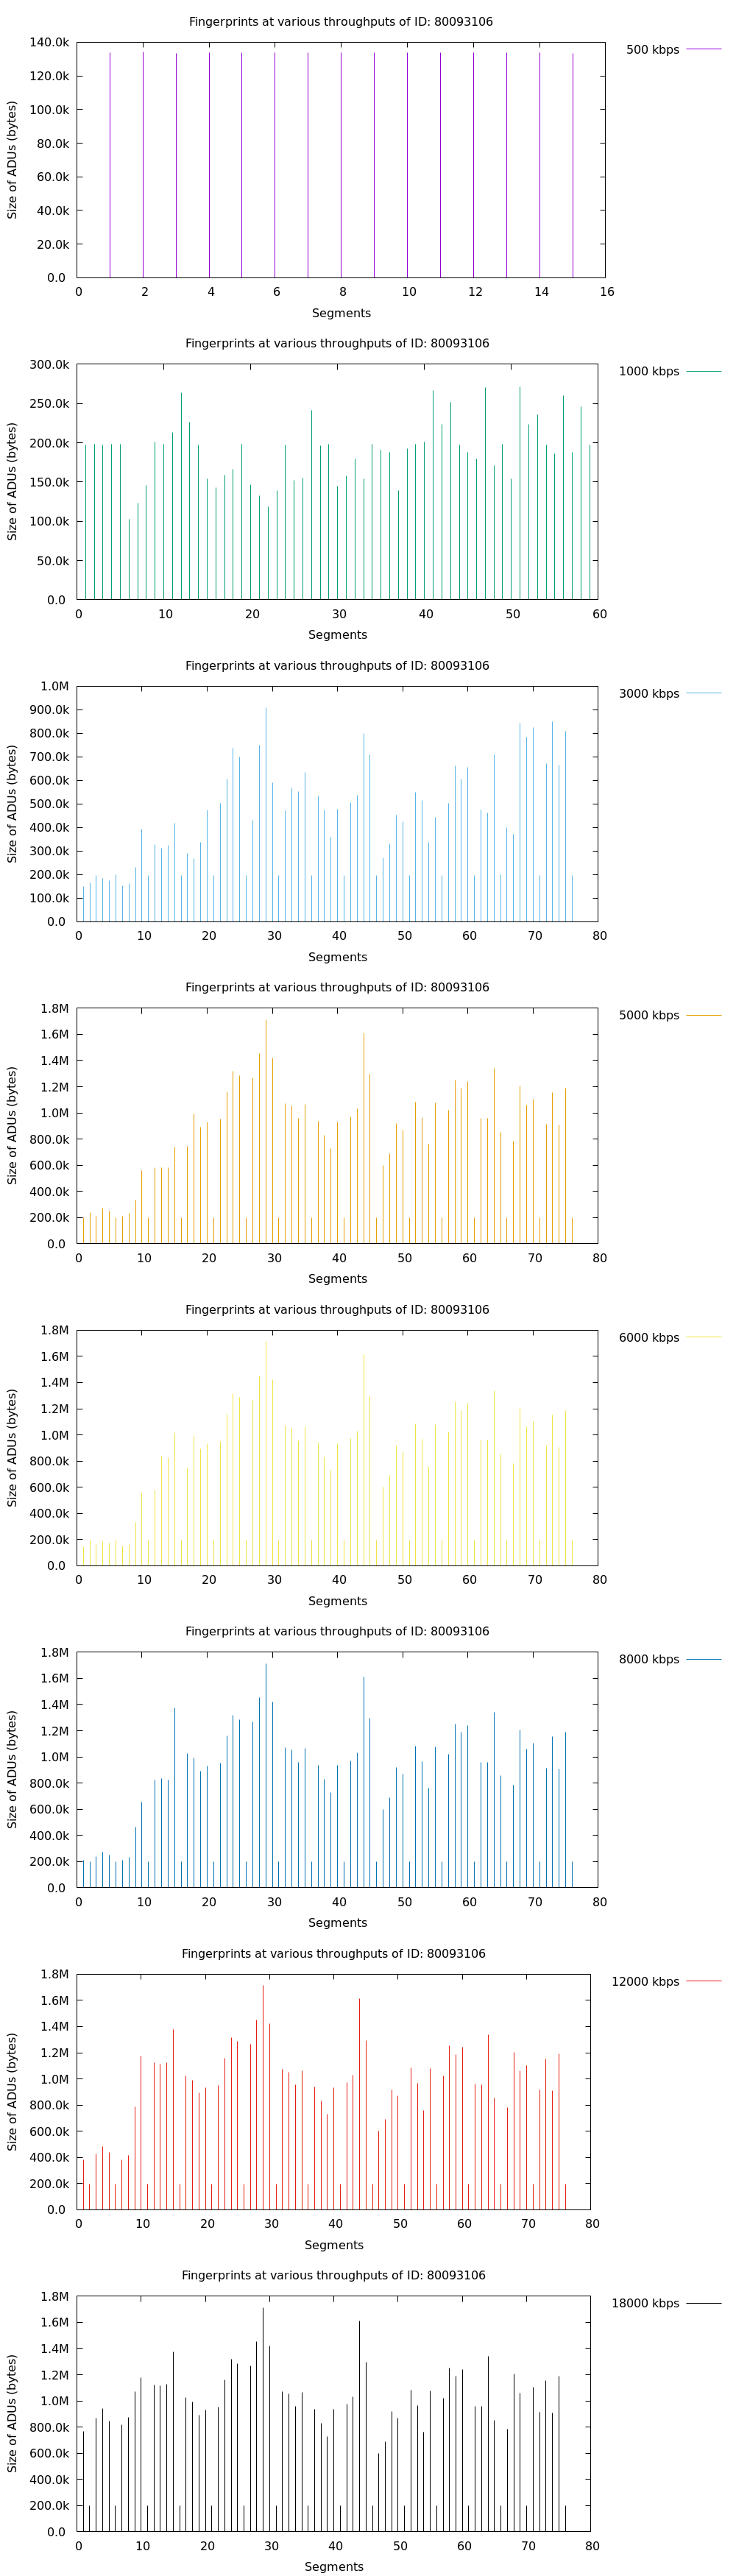 Fingerprints at various throughputs of ID: 80093106
500 kbps
140.0k
120.0k
100.0k
80.0k
60.0k
40.0k
20.0k
0.0
Size of ADUs (bytes)
0 2 4 6 8 10 12 14 16
Segments
Fingerprints at various throughputs of ID: 80093106
1000 kbps
300.0k
250.0k
200.0k
150.0k
100.0k
50.0k
0.0
Size of ADUs (bytes)
0 10 20 30 40 50 60
Segments
Fingerprints at various throughputs of ID: 80093106
3000 kbps
1.0M
900.0k
800.0k
700.0k
600.0k
500.0k
400.0k
300.0k
200.0k
100.0k
0.0
Size of ADUs (bytes)
0 10 20 30 40 50 60 70 80
Segments
Fingerprints at various throughputs of ID: 80093106
5000 kbps
1.8M
1.6M
1.4M
1.2M
1.0M
800.0k
600.0k
400.0k
200.0k
0.0
Size of ADUs (bytes)
0 10 20 30 40 50 60 70 80
Segments
Fingerprints at various throughputs of ID: 80093106
6000 kbps
1.8M
1.6M
1.4M
1.2M
1.0M
800.0k
600.0k
400.0k
200.0k
0.0
Size of ADUs (bytes)
0 10 20 30 40 50 60 70 80
Segments
Fingerprints at various throughputs of ID: 80093106
8000 kbps
1.8M
1.6M
1.4M
1.2M
1.0M
800.0k
600.0k
400.0k
200.0k
0.0
Size of ADUs (bytes)
0 10 20 30 40 50 60 70 80
Segments
Fingerprints at various throughputs of ID: 80093106
12000 kbps
1.8M
1.6M
1.4M
1.2M
1.0M
800.0k
600.0k
400.0k
200.0k
0.0
Size of ADUs (bytes)
0 10 20 30 40 50 60 70 80
Segments
Fingerprints at various throughputs of ID: 80093106
18000 kbps
1.8M
1.6M
1.4M
1.2M
1.0M
800.0k
600.0k
400.0k
200.0k
0.0
Size of ADUs (bytes)
0 10 20 30 40 50 60 70 80
Segments